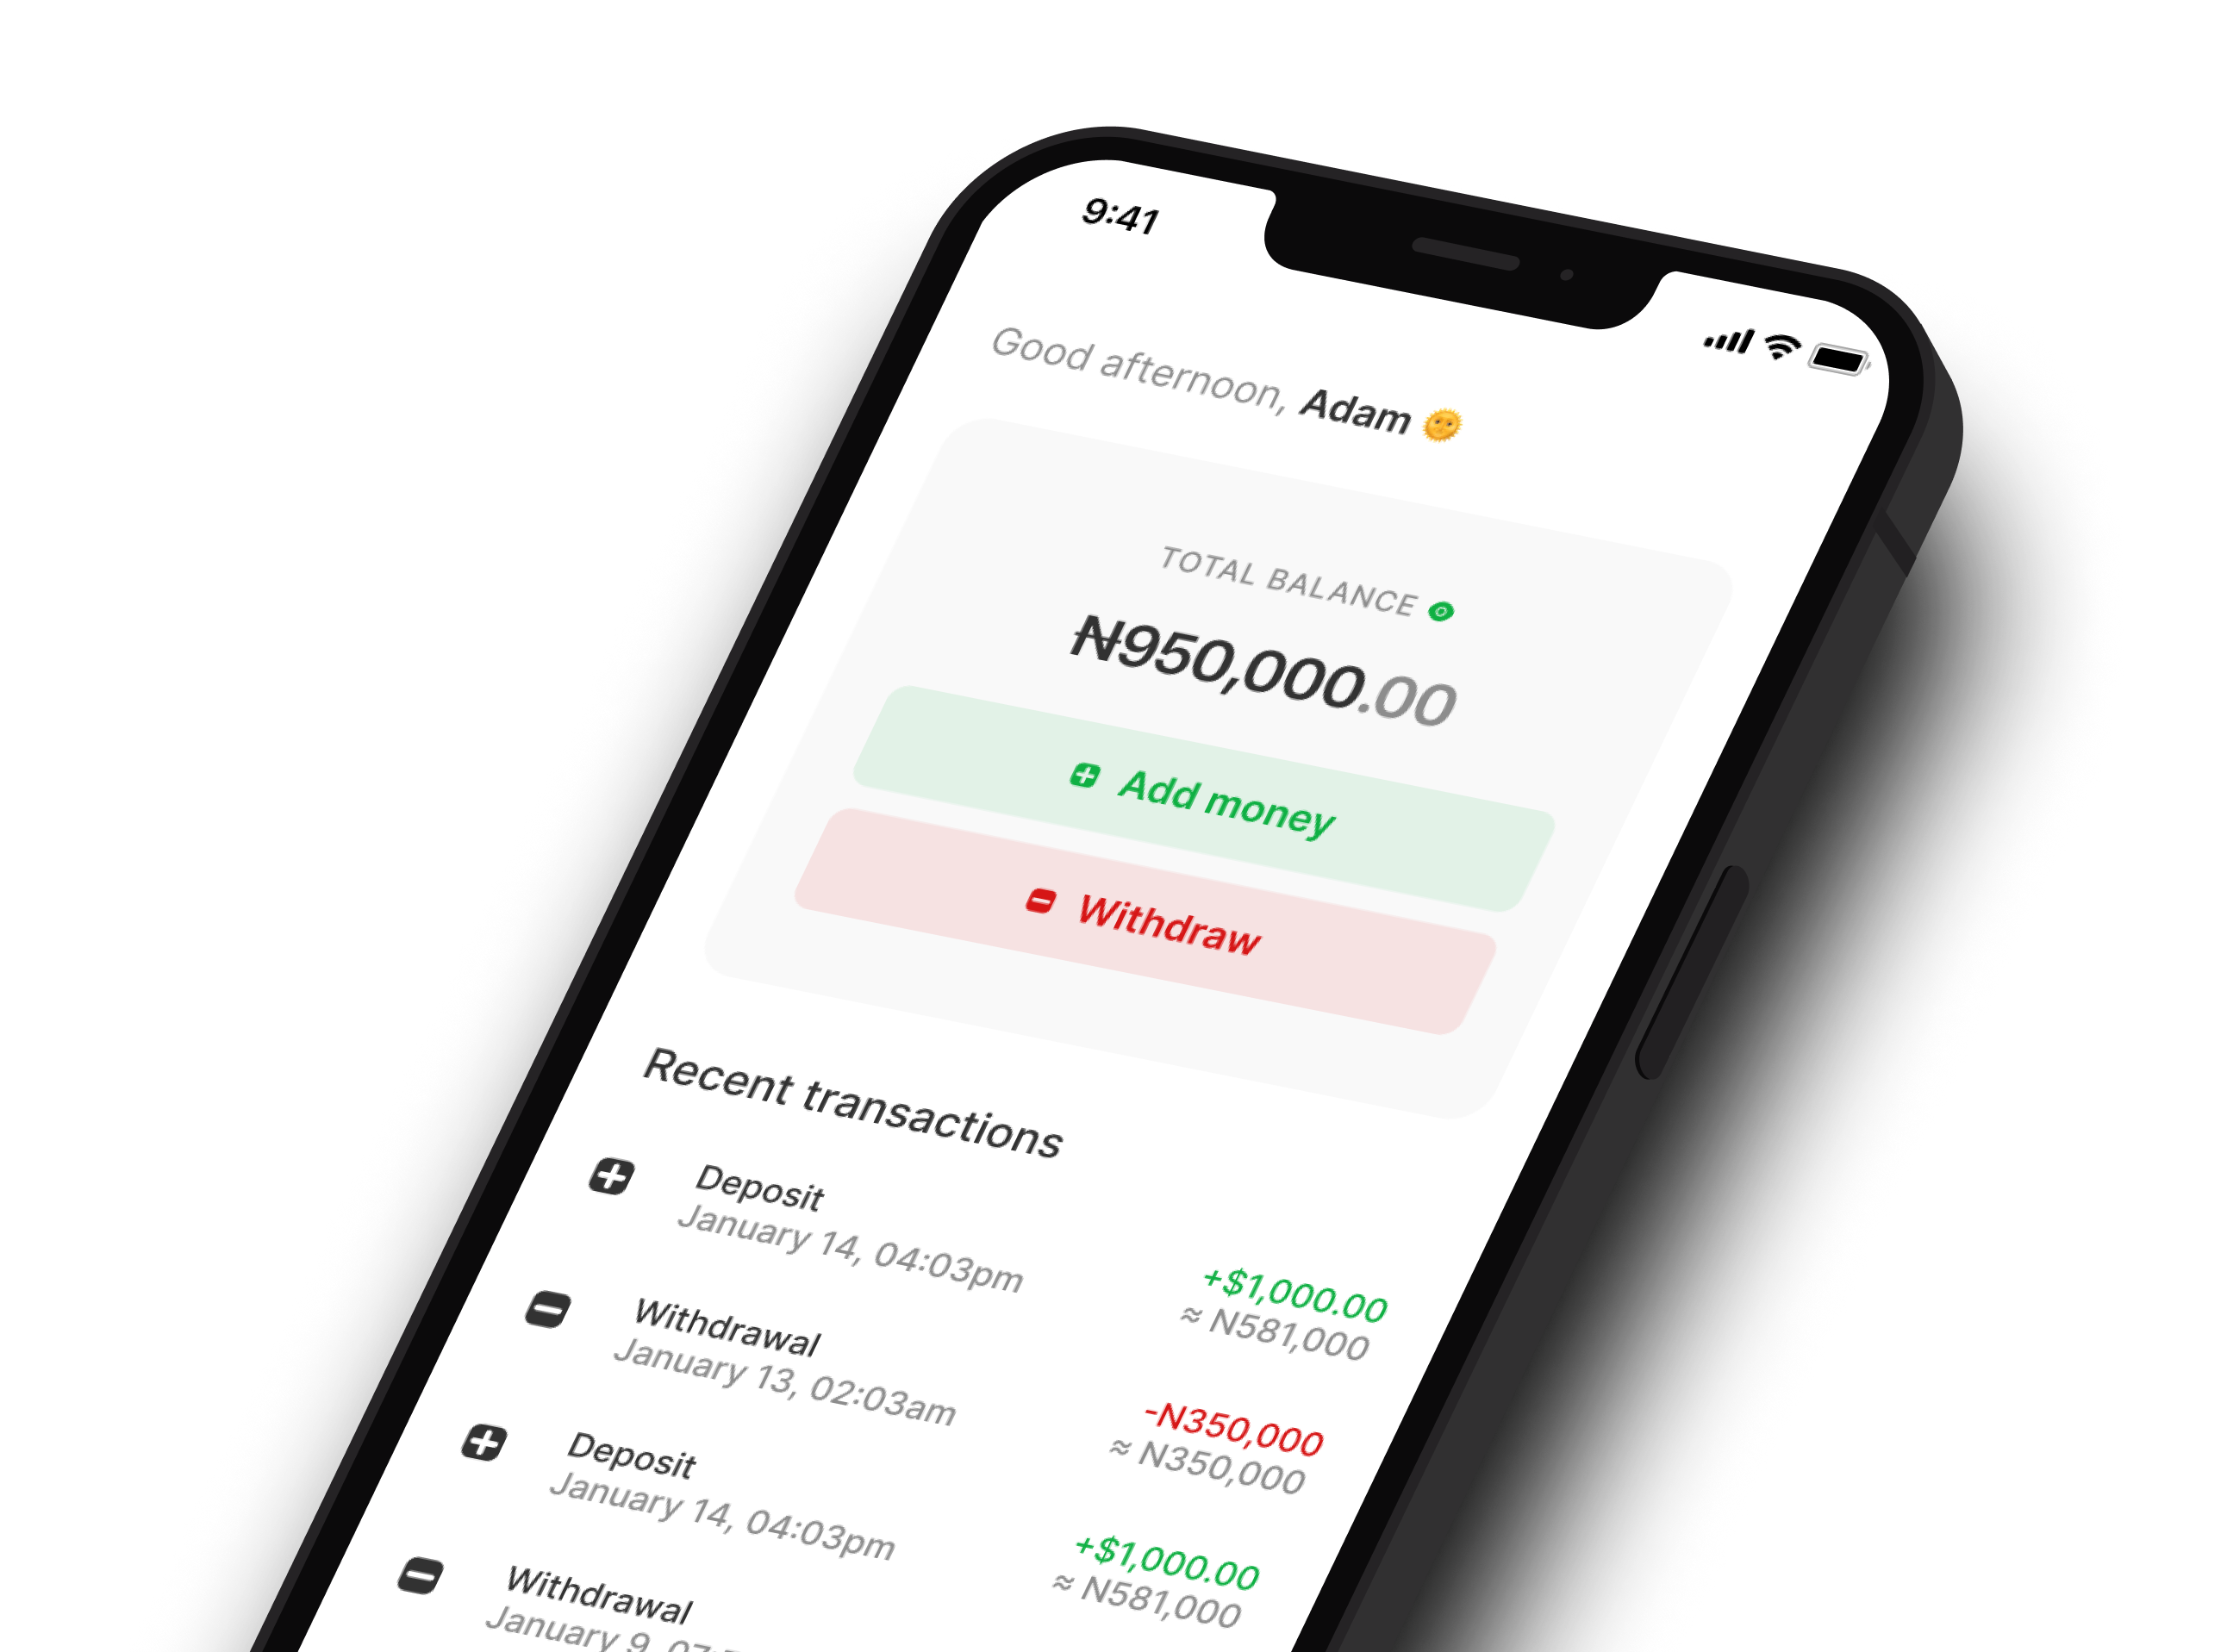 9:41
Good afternoon, Adam 🌞
TOTAL BALANCE
₦950,000.00
Add money
Withdraw
Recent transactions
Deposit
January 14, 04:03pm
+$1,000.00
≈ N581,000
Withdrawal
January 13, 02:03am
-N350,000
≈ N350,000
Deposit
January 14, 04:03pm
+$1,000.00
≈ N581,000
Withdrawal
January 9,